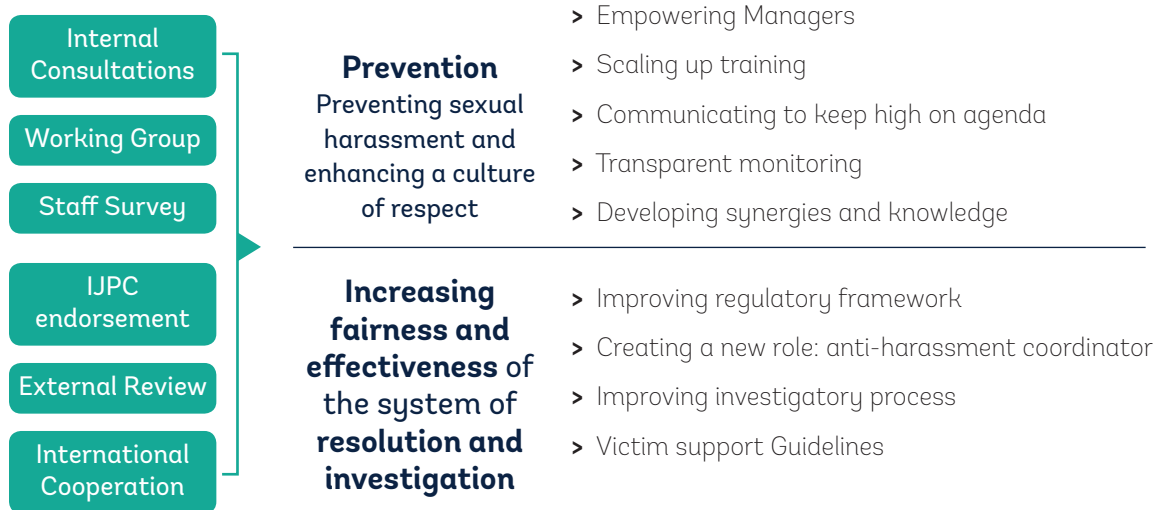 Internal
Consultations
Working Group
Staff Survey
IJPC
endorsement
External Review
International
Cooperation
Prevention
Preventing sexual
harassment and
enhancing a culture
of respect
> Empowering Managers
> Scaling up training
> Communicating to keep high on agenda
> Transparent monitoring
> Developing synergies and knowledge
Increasing
fairness and
effectiveness of
the system of
resolution and
investigation
> Improving regulatory framework
> Creating a new role: anti-harassment coordinator
> Improving investigatory process
> Victim support Guidelines